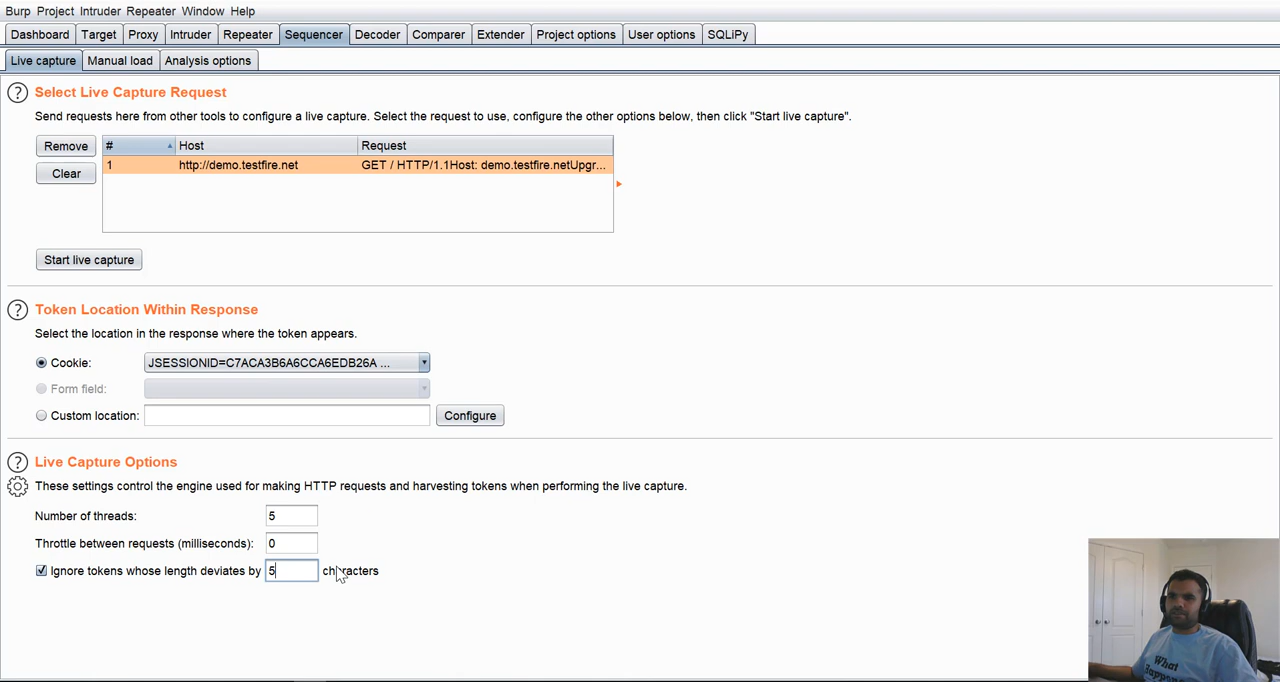 Burp Project Intruder Repeater Window Help
Dashboard Target Proxy Intruder Repeater Sequencer Decoder Comparer Extender Project options User options SQLiPy
Live capture Manual load Analysis options
? Select Live Capture Request
Send requests here from other tools to configure a live capture. Select the request to use, configure the other options below, then click "Start live capture".
Remove # Host Request
1 http://demo.testfire.net GET / HTTP/1.1Host: demo.testfire.netUpgr...
Clear
Start live capture
? Token Location Within Response
Select the location in the response where the token appears.
Cookie: JSESSIONID=C7ACA3B6A6CCA6EDB26A ...
Form field:
Custom location: Configure
? Live Capture Options
These settings control the engine used for making HTTP requests and harvesting tokens when performing the live capture.
Number of threads: 5
Throttle between requests (milliseconds): 0
Ignore tokens whose length deviates by 5 characters
What